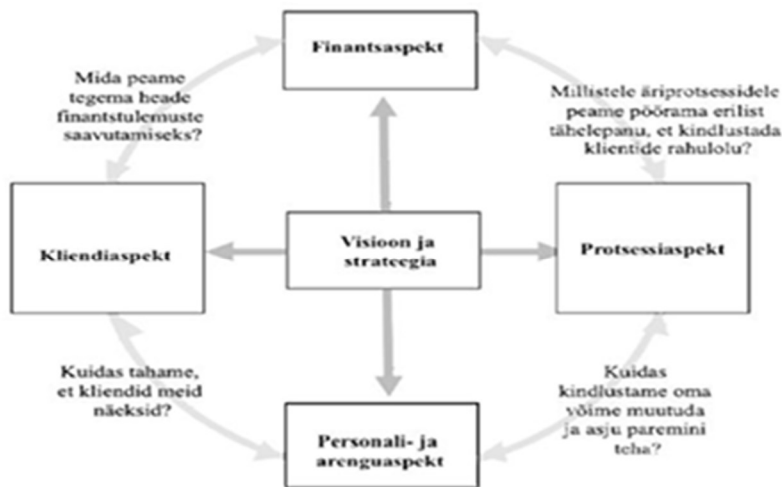 Finantsaspekt
Mida peame
tegema heade
finantstulemuste
saavutamiseks?
Millistele äriprotsessidele
peame pöörama erilist
tähelepanu, et kindlustada
klientide rahulolu?
Kliendiaspekt
Visioon ja
strateegia
Protsessiaspekt
Kuidas tahame,
et kliendid meid
näeksid?
Kuidas
kindlustame oma
võime muutuda
ja asju paremini
teha?
Personali- ja
arenguaspekt